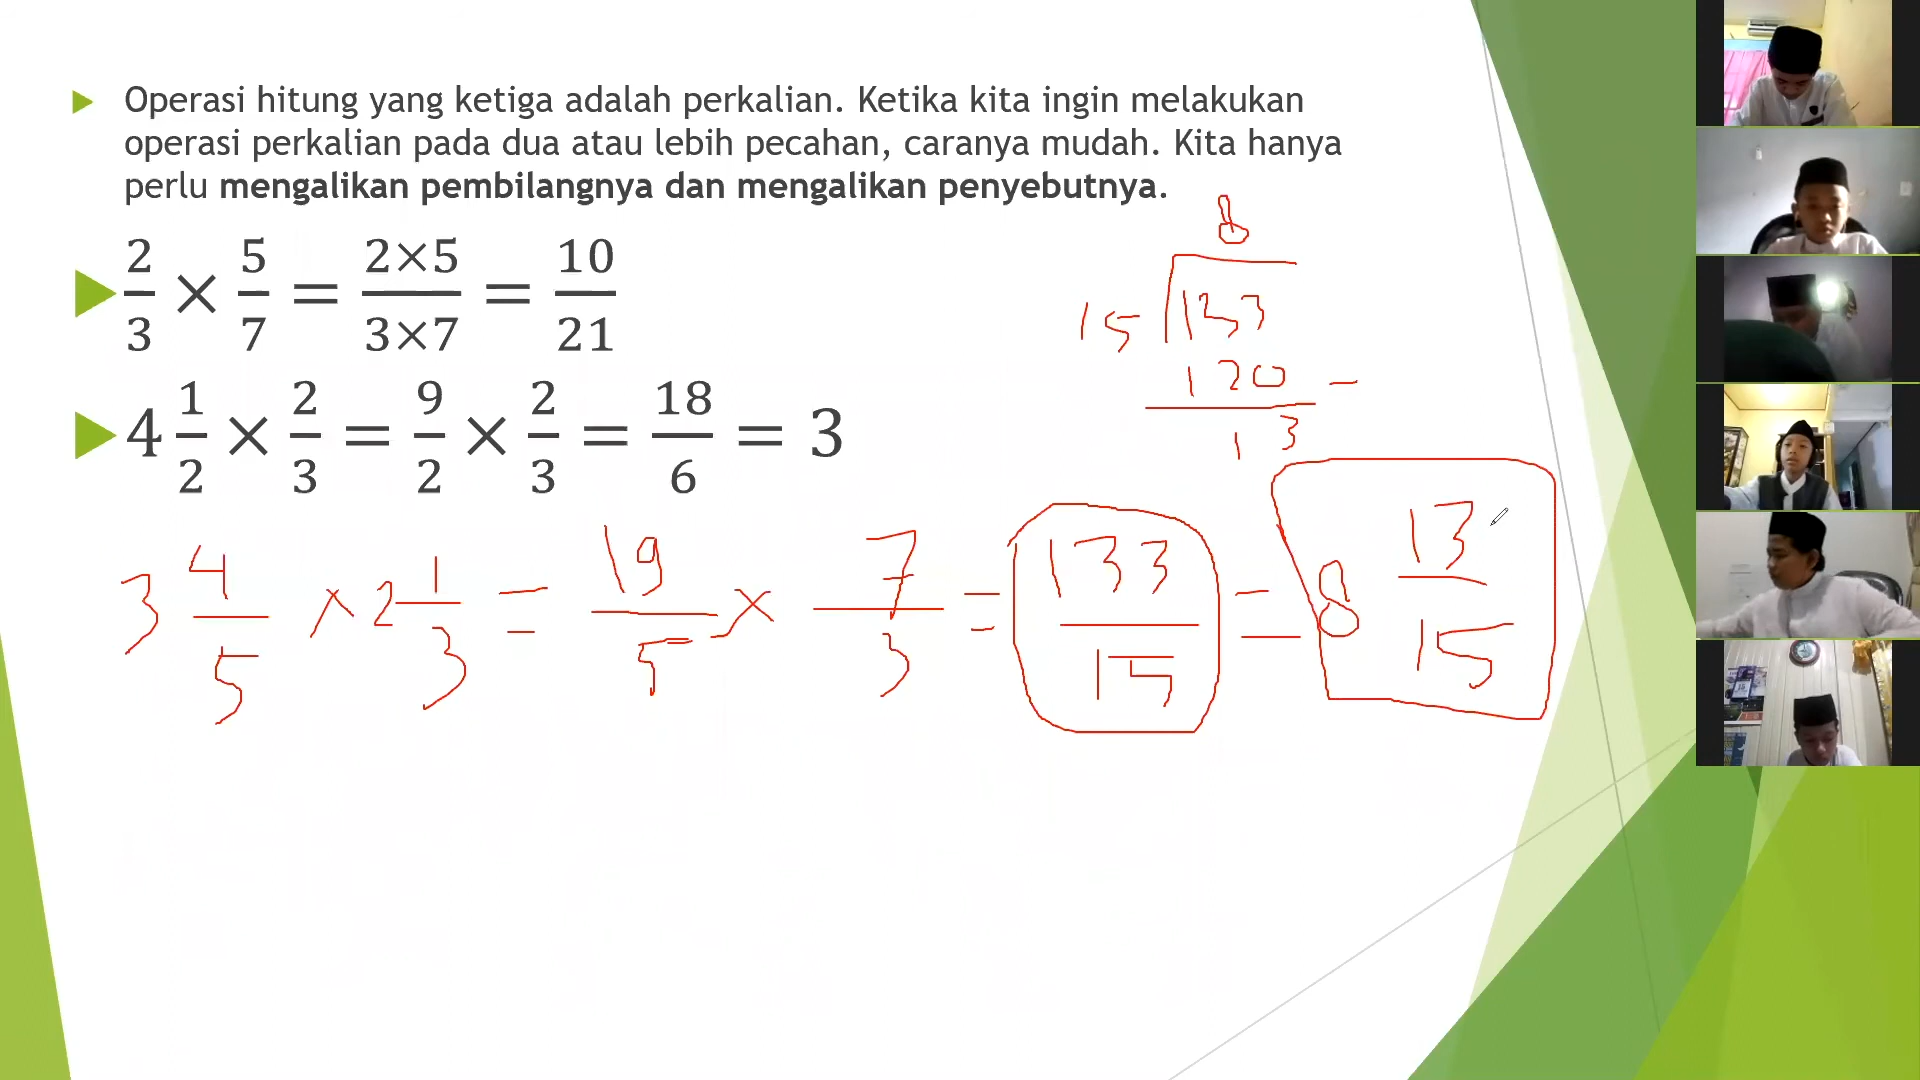 Operasi hitung yang ketiga adalah perkalian. Ketika kita ingin melakukan
operasi perkalian pada dua atau lebih pecahan, caranya mudah. Kita hanya
perlu mengalikan pembilangnya dan mengalikan penyebutnya.
2/3 × 5/7 = 2×5/3×7 = 10/21
4 1/2 × 2/3 = 9/2 × 2/3 = 18/6 = 3
8
15 133
120 -
13
3 4/5 × 2 1/3 = 19/5 × 7/3 = 133/15 = 8 13/15